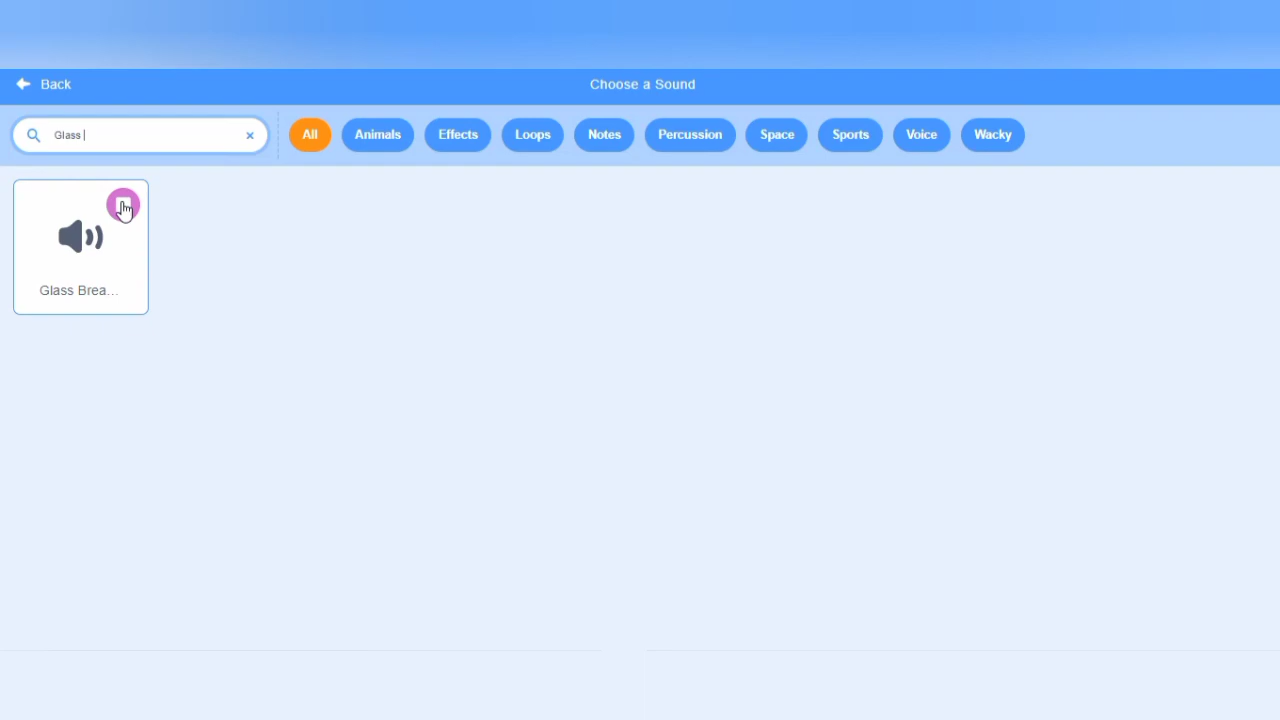 Back
Choose a Sound
Glass
All
Animals
Effects
Loops
Notes
Percussion
Space
Sports
Voice
Wacky
Glass Brea...